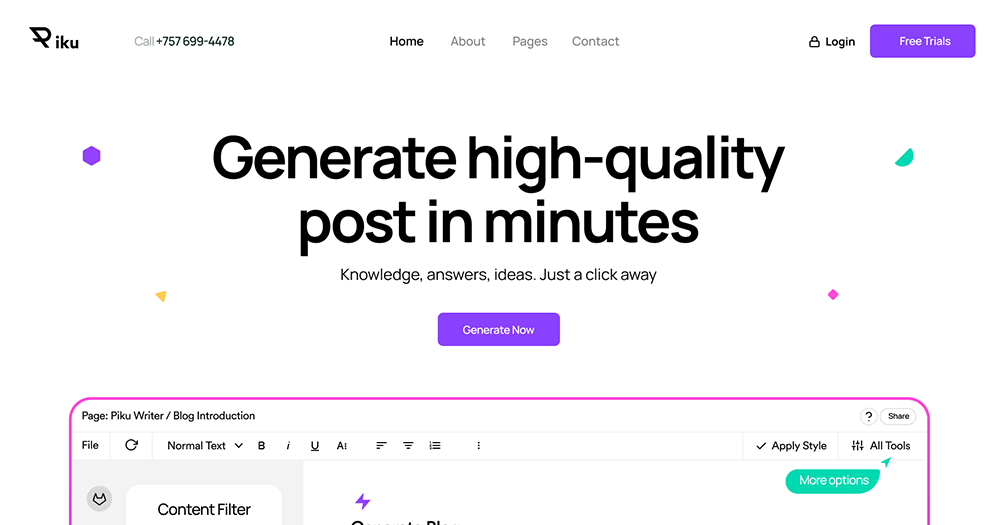 Riku
Call +757 699-4478
Home
About
Pages
Contact
Login
Free Trials
Generate high-quality
post in minutes
Knowledge, answers, ideas. Just a click away
Generate Now
Page: Piku Writer / Blog Introduction
?
Share
File
Normal Text
B
i
U
A
Apply Style
All Tools
More options
Content Filter